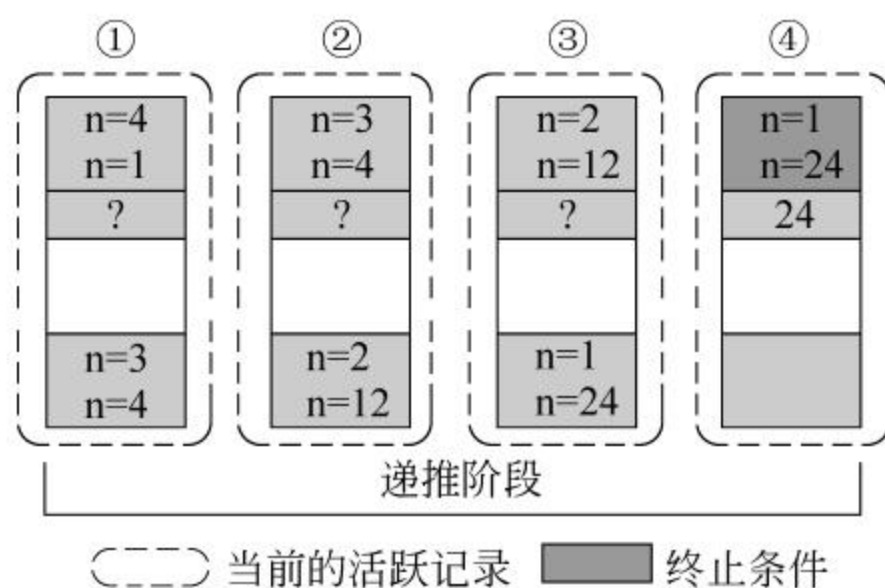 ① ② ③ ④
n=4 n=3 n=2 n=1
n=1 n=4 n=12 n=24
? ? ? 24
n=3 n=2 n=1
n=4 n=12 n=24
递推阶段
当前的活跃记录 终止条件